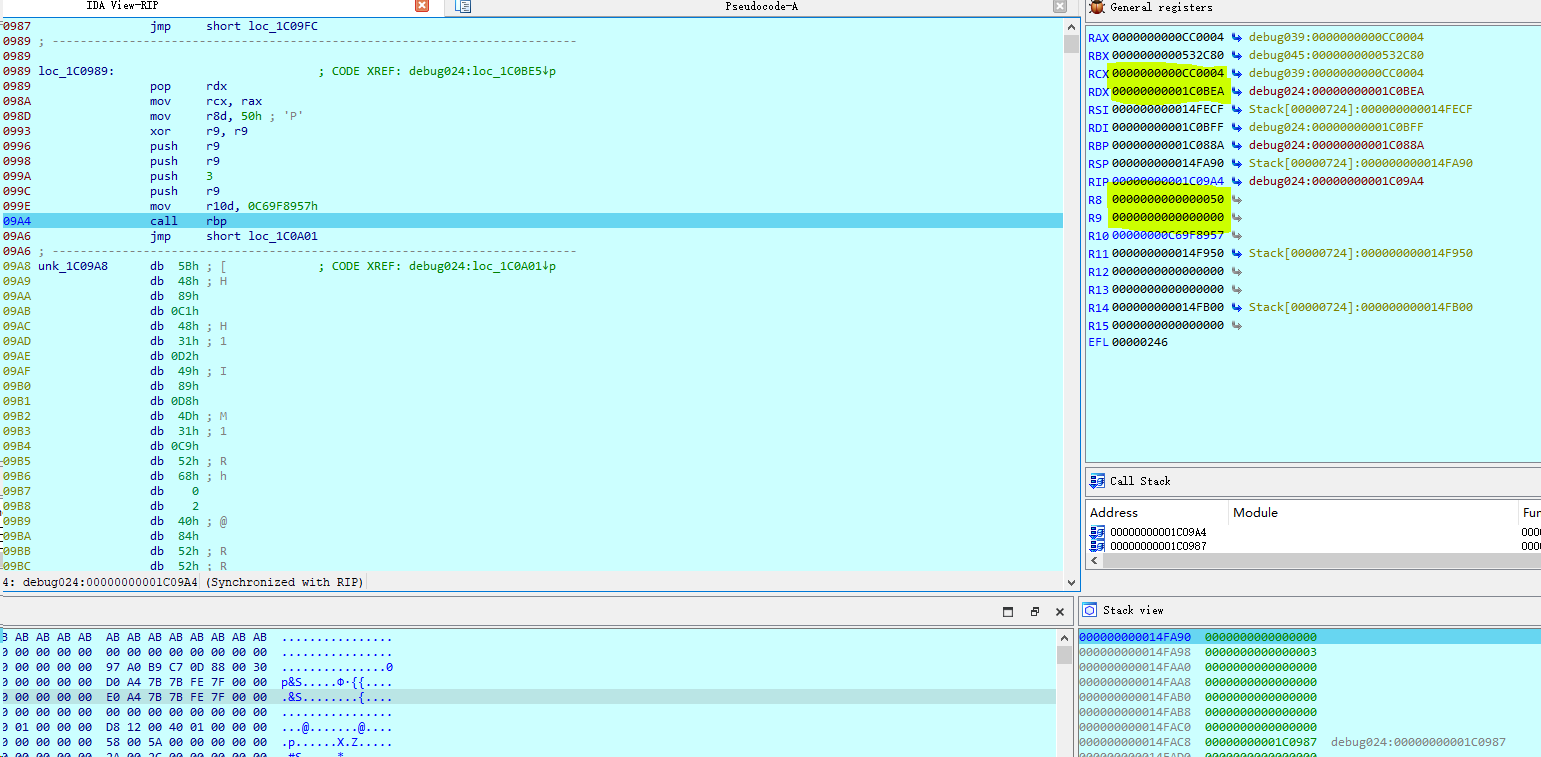 IDA View-RIP
Pseudocode-A
0987 jmp short loc_1C09FC
0989 ; ---------------------------------------------------------------------------
0989
0989 loc_1C0989: ; CODE XREF: debug024:loc_1C0BE5↓p
0989 pop rdx
098A mov rcx, rax
098D mov r8d, 50h ; 'P'
0993 xor r9, r9
0996 push r9
0998 push r9
099A push 3
099C push r9
099E mov r10d, 0C69F8957h
09A4 call rbp
09A6 jmp short loc_1C0A01
09A6 ; ---------------------------------------------------------------------------
09A8 unk_1C09A8 db 5Bh ; [ ; CODE XREF: debug024:loc_1C0A01↓p
09A9 db 48h ; H
09AA db 89h
09AB db 0C1h
09AC db 48h ; H
09AD db 31h ; 1
09AE db 0D2h
09AF db 49h ; I
09B0 db 89h
09B1 db 0D8h
09B2 db 4Dh ; M
09B3 db 31h ; 1
09B4 db 0C9h
09B5 db 52h ; R
09B6 db 68h ; h
09B7 db 0
09B8 db 2
09B9 db 40h ; @
09BA db 84h
09BB db 52h ; R
09BC db 52h ; R
4: debug024:00000000001C09A4 (Synchronized with RIP)
General registers
RAX 0000000000CC0004 debug039:0000000000CC0004
RBX 0000000000532C80 debug045:0000000000532C80
RCX 0000000000CC0004 debug039:0000000000CC0004
RDX 00000000001C0BEA debug024:00000000001C0BEA
RSI 000000000014FECF Stack[00000724]:000000000014FECF
RDI 00000000001C0BFF debug024:00000000001C0BFF
RBP 00000000001C088A debug024:00000000001C088A
RSP 000000000014FA90 Stack[00000724]:000000000014FA90
RIP 00000000001C09A4 debug024:00000000001C09A4
R8 0000000000000050
R9 0000000000000000
R10 00000000C69F8957
R11 000000000014F950 Stack[00000724]:000000000014F950
R12 0000000000000000
R13 0000000000000000
R14 000000000014FB00 Stack[00000724]:000000000014FB00
R15 0000000000000000
EFL 00000246
Call Stack
Address Module Fun
00000000001C09A4 000
00000000001C0987 000
AB AB AB AB AB AB AB AB AB AB AB AB ................
00 00 00 00 00 00 00 00 00 00 00 00 ................
00 00 00 00 97 A0 B9 C7 0D 88 00 30 ...............0
00 00 00 00 D0 A4 7B 7B FE 7F 00 00 p&S.....Ф·{{....
00 00 00 00 E0 A4 7B 7B FE 7F 00 00 .&S........{....
00 00 00 00 00 00 00 00 00 00 00 00 ................
01 00 00 00 D8 12 00 40 01 00 00 00 ...@.......@....
00 00 00 00 58 00 5A 00 00 00 00 00 .p......X.Z.....
Stack view
000000000014FA90 0000000000000000
000000000014FA98 0000000000000003
000000000014FAA0 0000000000000000
000000000014FAA8 0000000000000000
000000000014FAB0 0000000000000000
000000000014FAB8 0000000000000000
000000000014FAC0 0000000000000000
000000000014FAC8 00000000001C0987 debug024:00000000001C0987